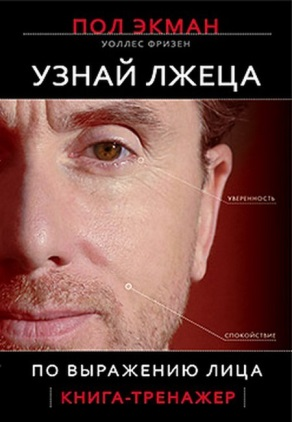 ПОЛ ЭКМАН
УОЛЛЕС ФРИЗЕН
УЗНАЙ ЛЖЕЦА
УВЕРЕННОСТЬ
СПОКОЙСТВИЕ
ПО ВЫРАЖЕНИЮ ЛИЦА
КНИГА-ТРЕНАЖЕР